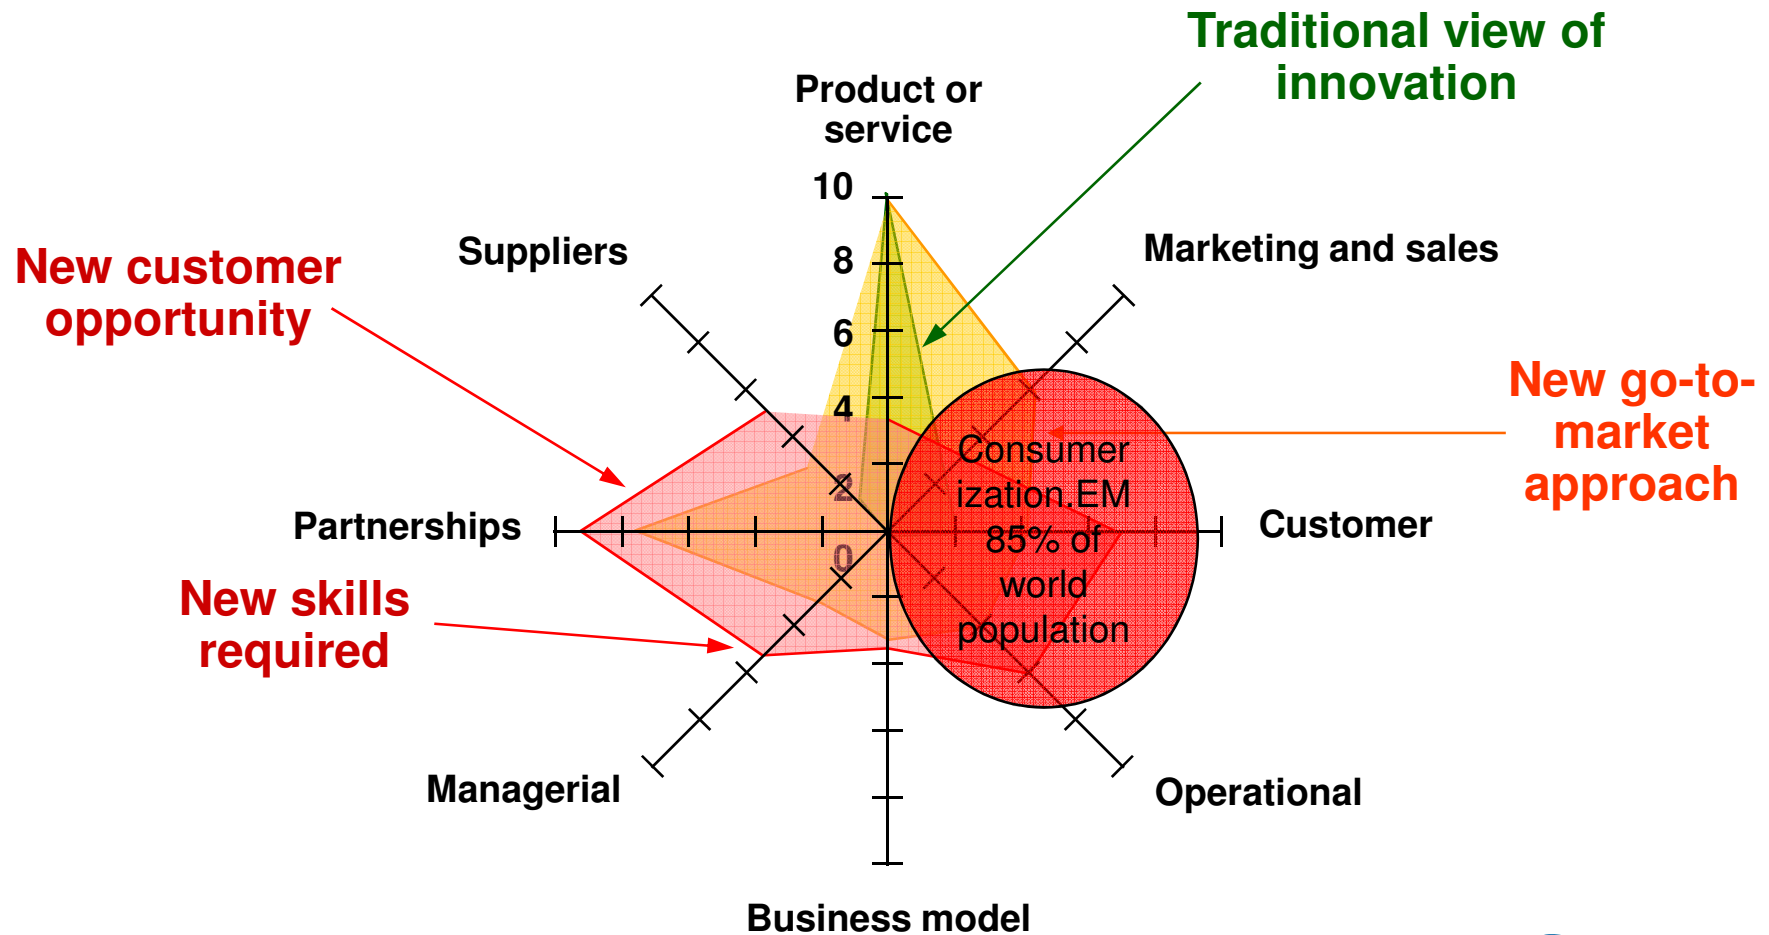 Traditional view of
innovation
Product or
service
10
8
6
4
2
0
Suppliers
Marketing and sales
New customer
opportunity
New go-to-
market
approach
Consumer
ization.EM
85% of
world
population
Partnerships
Customer
New skills
required
Managerial
Operational
Business model